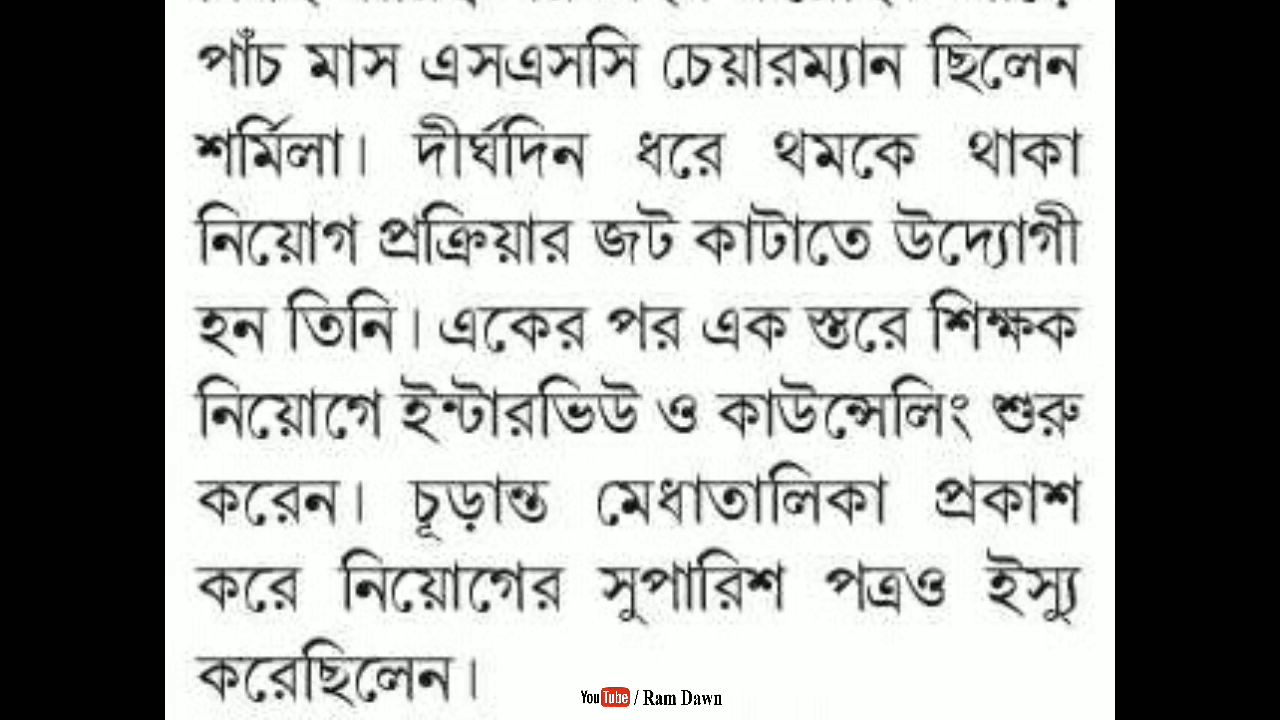 পাঁচ মাস এসএসসি চেয়ারম্যান ছিলেন
শর্মিলা। দীর্ঘদিন ধরে থমকে থাকা
নিয়োগ প্রক্রিয়ার জট কাটাতে উদ্যোগী
হন তিনি। একের পর এক স্তরে শিক্ষক
নিয়োগে ইন্টারভিউ ও কাউন্সেলিং শুরু
করেন। চূড়ান্ত মেধাতালিকা প্রকাশ
করে নিয়োগের সুপারিশ পত্রও ইস্যু
করেছিলেন।
YouTube / Ram Dawn